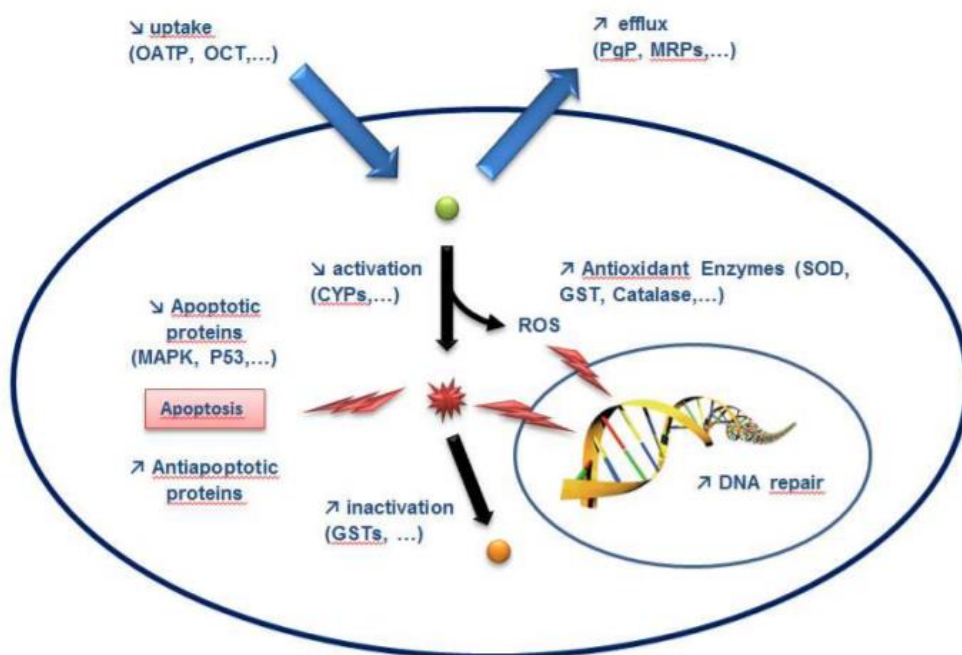 ↘ uptake
(OATP, OCT,...)
↗ efflux
(PgP, MRPs,...)
↘ activation
(CYPs,...)
↗ Antioxidant Enzymes (SOD,
GST, Catalase,...)
ROS
↘ Apoptotic
proteins
(MAPK, P53,...)
Apoptosis
↗ Antiapoptotic
proteins
↗ DNA repair
↗ inactivation
(GSTs, ...)